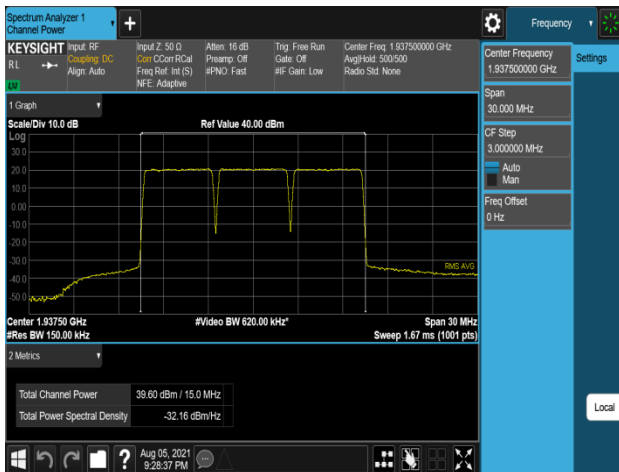 Spectrum Analyzer 1
Channel Power
+
Frequency
KEYSIGHT
RL
Input: RF
Coupling: DC
Align: Auto
Input Z: 50 Ω
Corr CCorr RCal
Freq Ref: Int (S)
NFE: Adaptive
Atten: 16 dB
Preamp: Off
#PNO: Fast
Trig: Free Run
Gate: Off
#IF Gain: Low
Center Freq: 1.937500000 GHz
Avg|Hold: 500/500
Radio Std: None
Center Frequency
1.937500000 GHz
Settings
Span
30.000 MHz
CF Step
3.000000 MHz
Auto
Man
Freq Offset
0 Hz
1 Graph
Scale/Div 10.0 dB
Ref Value 40.00 dBm
Log
30.0
20.0
10.0
0.00
-10.0
-20.0
-30.0
-40.0
-50.0
RMS AVG
Center 1.93750 GHz
#Video BW 620.00 kHz*
Span 30 MHz
#Res BW 150.00 kHz
Sweep 1.67 ms (1001 pts)
2 Metrics
Total Channel Power 39.60 dBm / 15.0 MHz
Total Power Spectral Density -32.16 dBm/Hz
Local
?
Aug 05, 2021
9:28:37 PM